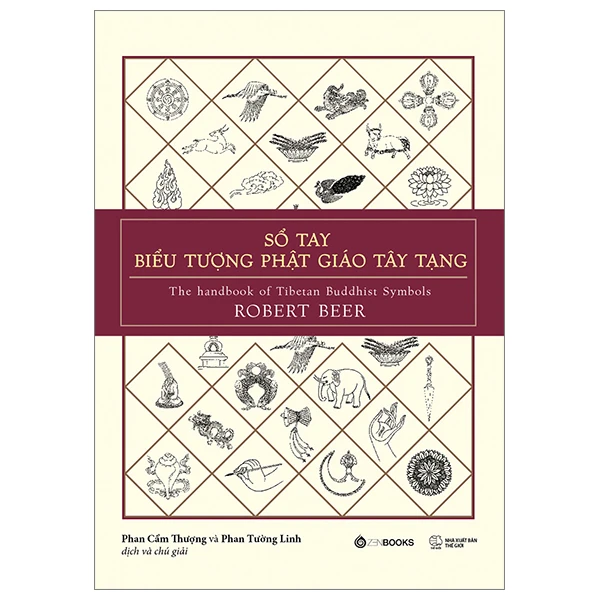 SỔ TAY
BIỂU TƯỢNG PHẬT GIÁO TÂY TẠNG
The handbook of Tibetan Buddhist Symbols
ROBERT BEER
Phan Cẩm Thượng và Phan Tường Linh
dịch và chú giải
ZENBOOKS
NHÀ XUẤT BẢN
THẾ GIỚI